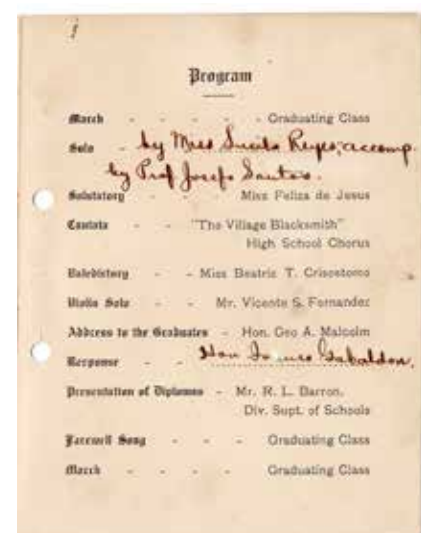 Program
March - - - - - Graduating Class
Solo - by Miss Lucila Reyes, accomp.
by Prof Josefa Santos.
Salutatory - - Miss Feliza de Jesus
Cantata - - "The Village Blacksmith"
High School Chorus
Valedictory - - Miss Beatriz T. Crisostomo
Violin Solo - - Mr. Vicente S. Fernandez
Address to the Graduates - Hon. Geo A. Malcolm
Response - - Hon Gabaldon.
Presentation of Diplomas - Mr. R. L. Barron,
Div. Supt. of Schools
Farewell Song - - - Graduating Class
March - - - - Graduating Class